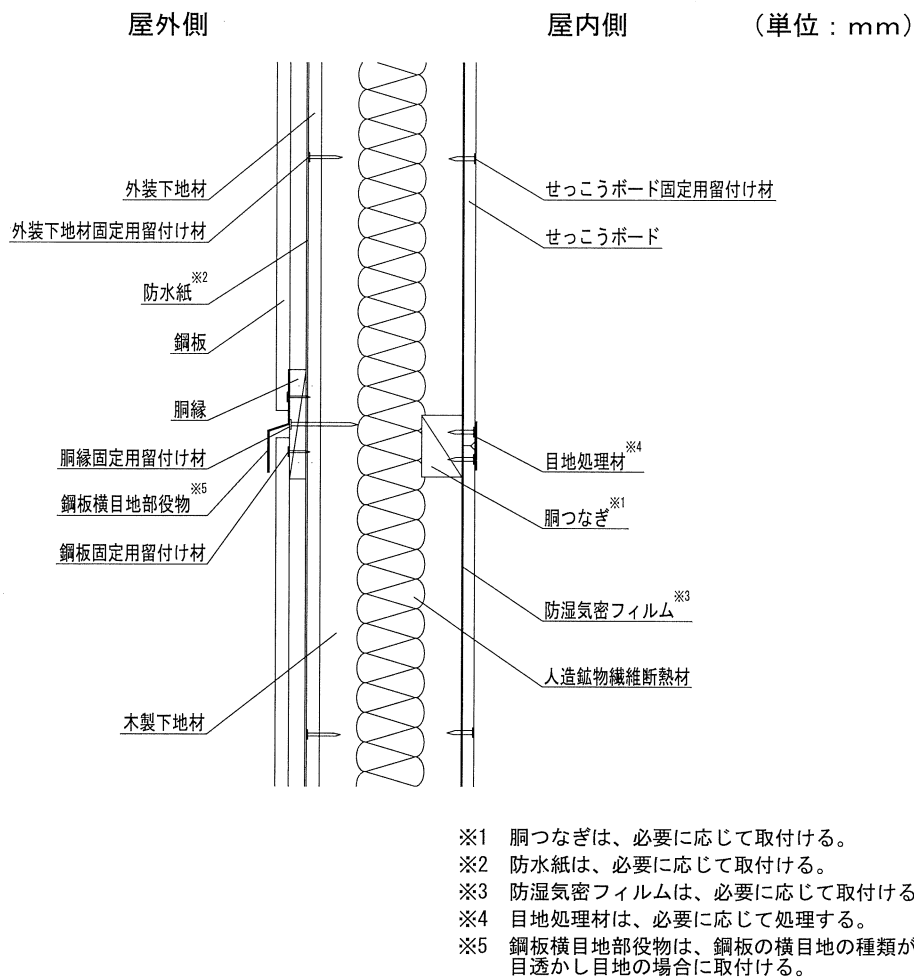 屋外側 屋内側 （単位：mm）
外装下地材
外装下地材固定用留付け材
防水紙※2
鋼板
胴縁
胴縁固定用留付け材
鋼板横目地部役物※5
鋼板固定用留付け材
木製下地材
せっこうボード固定用留付け材
せっこうボード
目地処理材※4
胴つなぎ※1
防湿気密フィルム※3
人造鉱物繊維断熱材
※1 胴つなぎは、必要に応じて取付ける。
※2 防水紙は、必要に応じて取付ける。
※3 防湿気密フィルムは、必要に応じて取付ける
※4 目地処理材は、必要に応じて処理する。
※5 鋼板横目地部役物は、鋼板の横目地の種類が
目透かし目地の場合に取付ける。